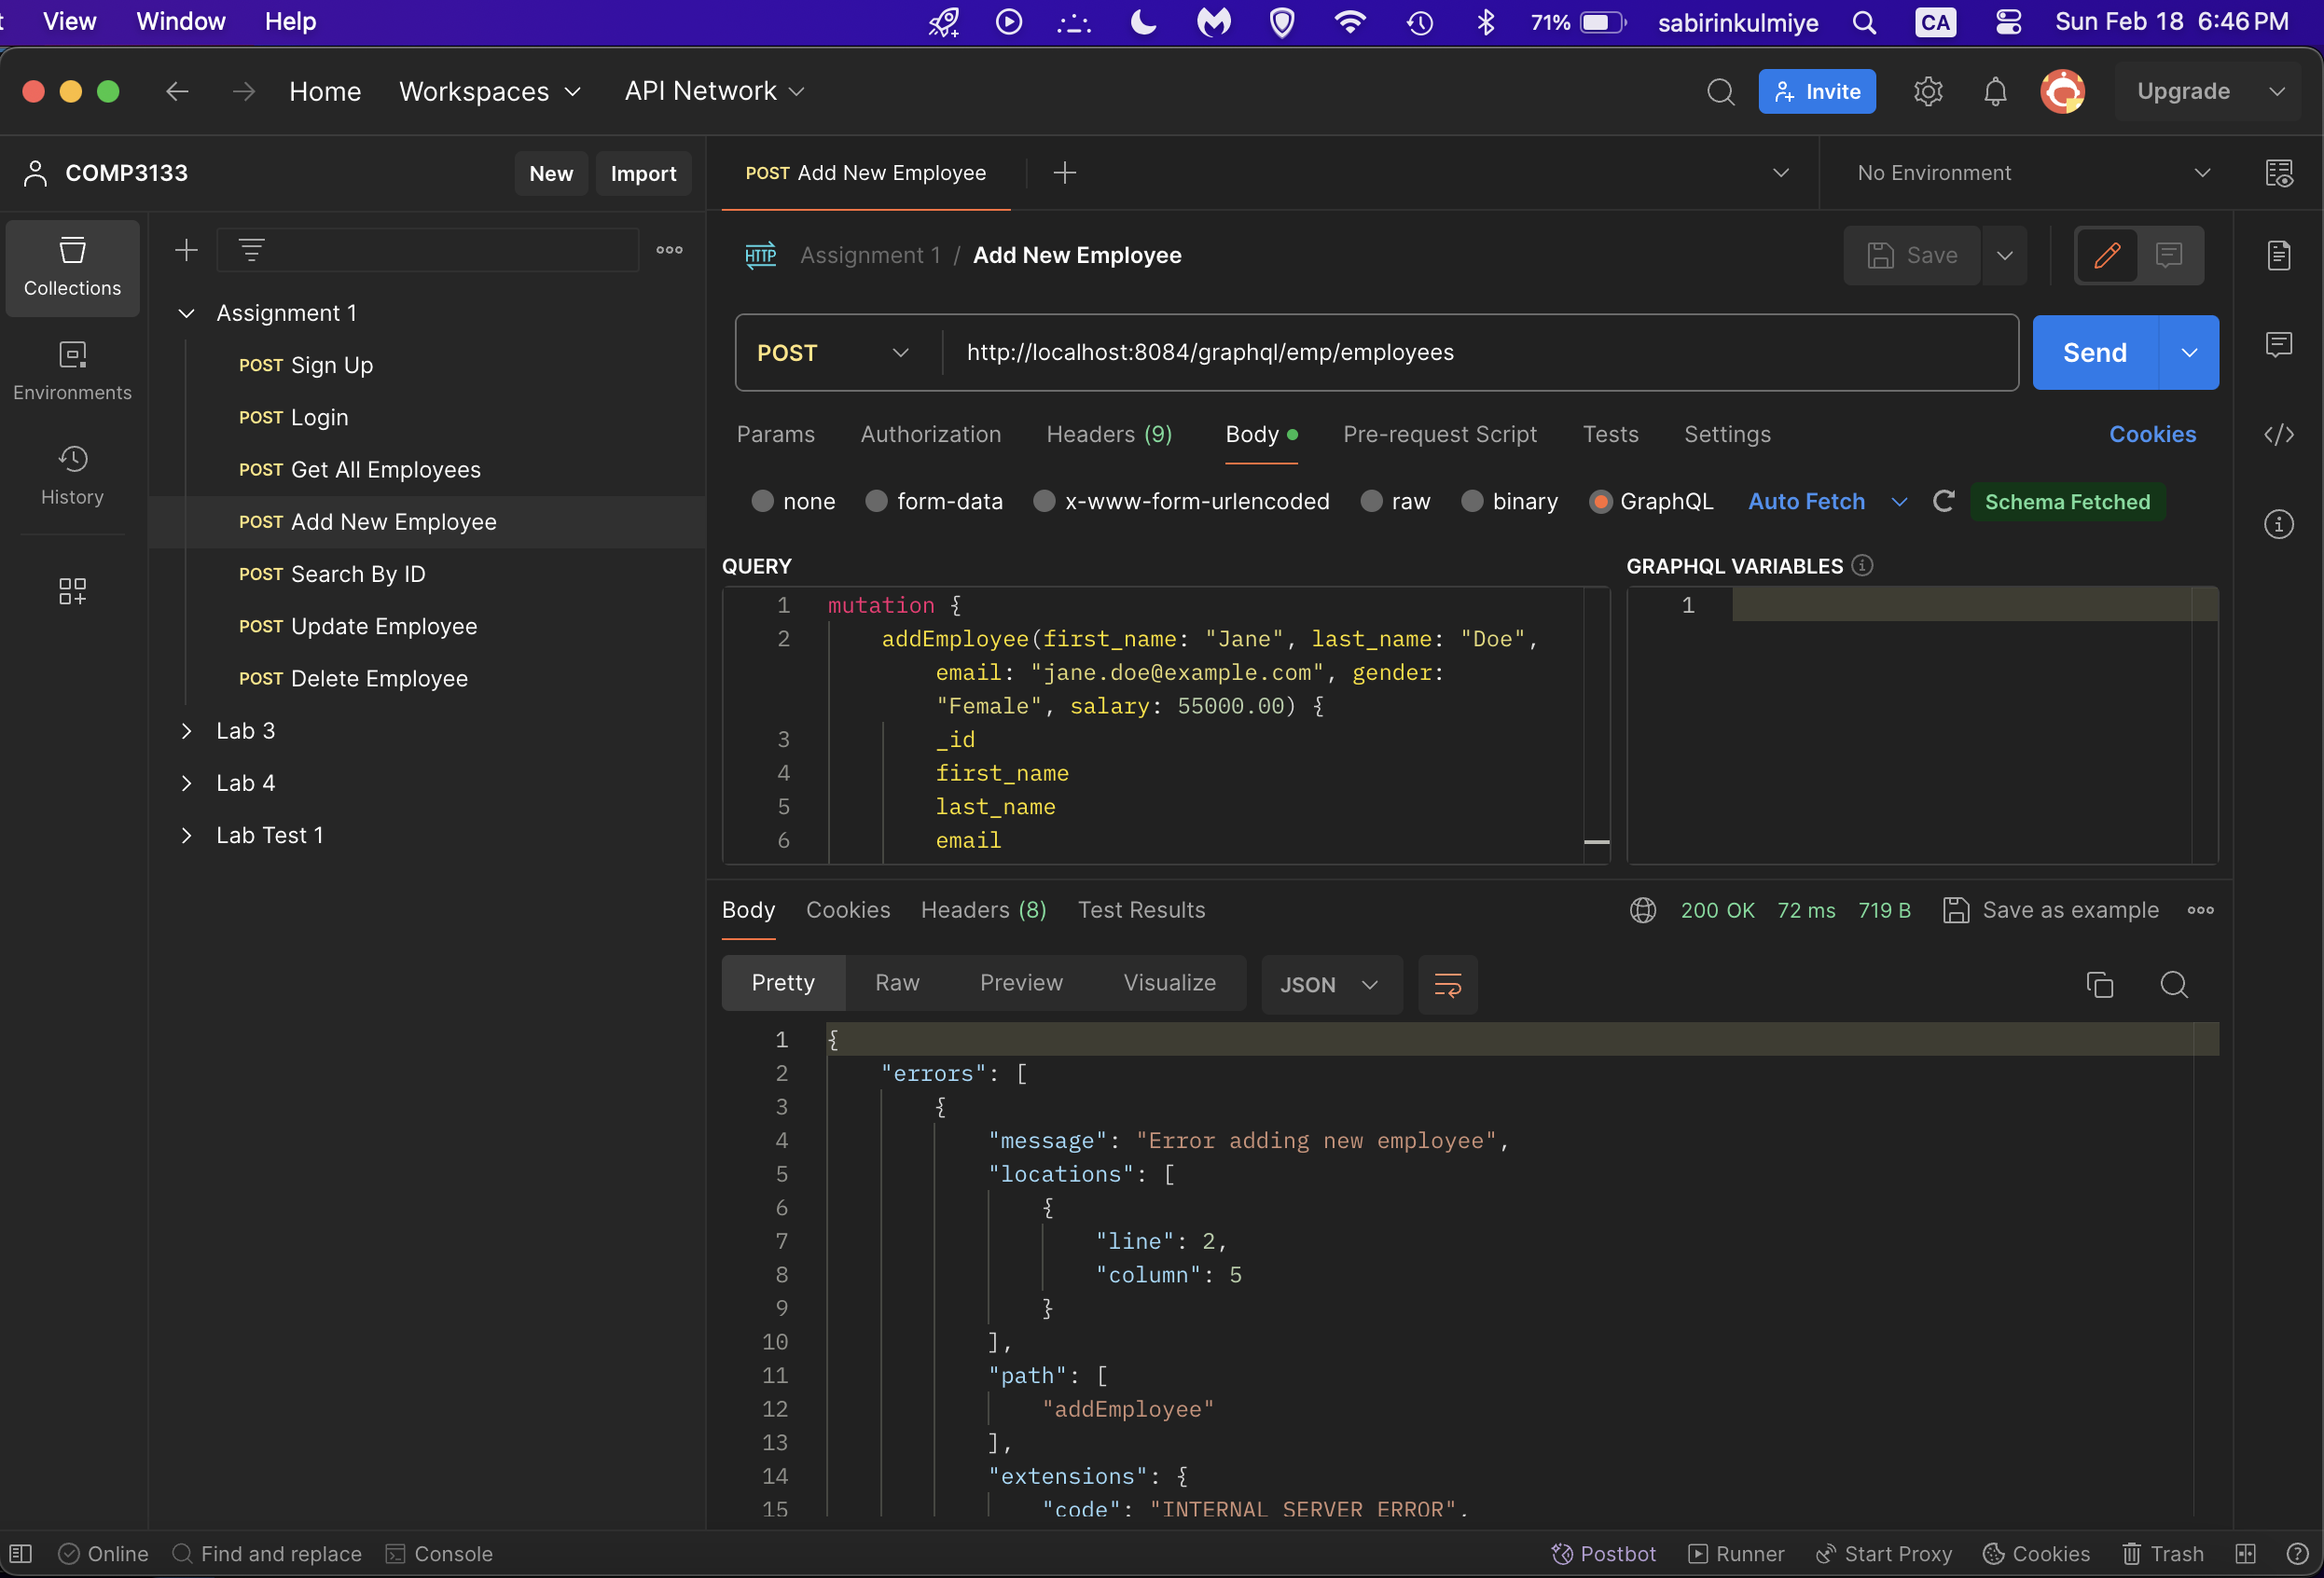 View Window Help 71% sabirinkulmiye CA Sun Feb 18 6:46 PM
Home Workspaces API Network Invite Upgrade
COMP3133 New Import
POST Add New Employee No Environment
Collections
Environments
History
Assignment 1
POST Sign Up
POST Login
POST Get All Employees
POST Add New Employee
POST Search By ID
POST Update Employee
POST Delete Employee
Lab 3
Lab 4
Lab Test 1
HTTP Assignment 1 / Add New Employee Save
POST http://localhost:8084/graphql/emp/employees Send
Params Authorization Headers (9) Body Pre-request Script Tests Settings Cookies
none form-data x-www-form-urlencoded raw binary GraphQL Auto Fetch Schema Fetched
QUERY GRAPHQL VARIABLES
1 mutation {
2 addEmployee(first_name: "Jane", last_name: "Doe",
email: "jane.doe@example.com", gender:
"Female", salary: 55000.00) {
3 _id
4 first_name
5 last_name
6 email
1
Body Cookies Headers (8) Test Results 200 OK 72 ms 719 B Save as example
Pretty Raw Preview Visualize JSON
1 {
2 "errors": [
3 {
4 "message": "Error adding new employee",
5 "locations": [
6 {
7 "line": 2,
8 "column": 5
9 }
10 ],
11 "path": [
12 "addEmployee"
13 ],
14 "extensions": {
15 "code": "INTERNAL_SERVER_ERROR",
Online Find and replace Console Postbot Runner Start Proxy Cookies Trash